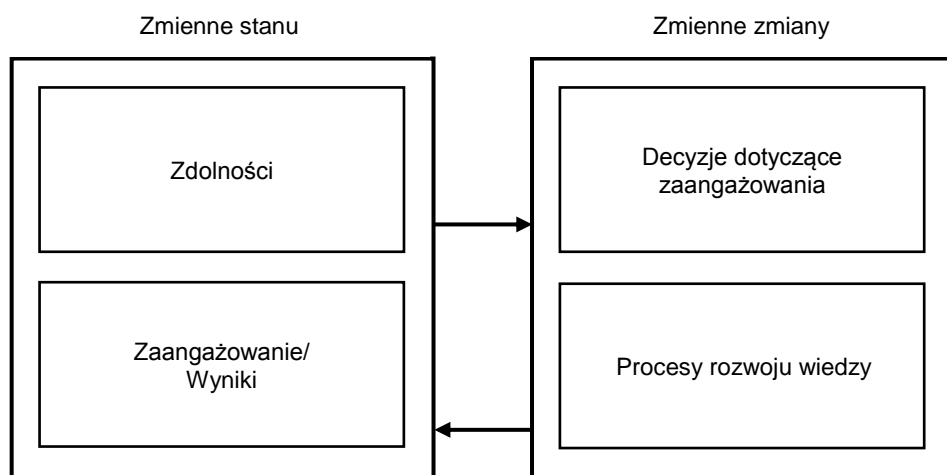 Zmienne stanu
Zmienne zmiany
Zdolności
Decyzje dotyczące
zaangażowania
Zaangażowanie/
Wyniki
Procesy rozwoju wiedzy